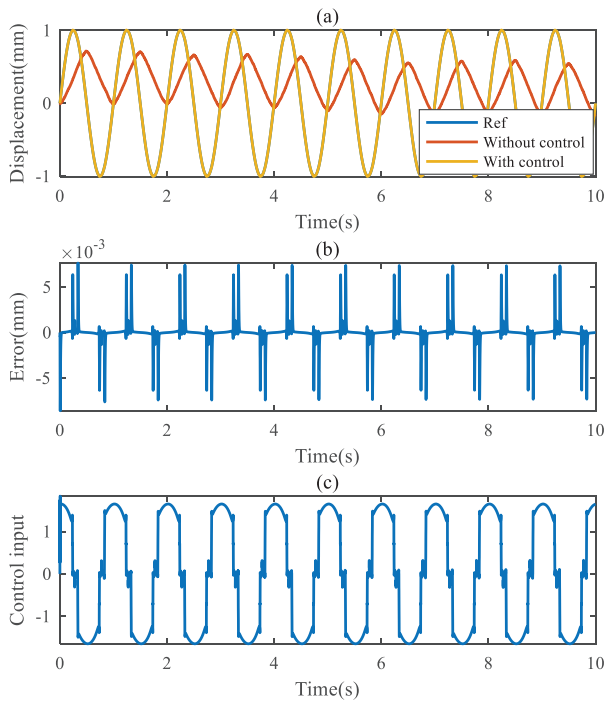 (a)
Displacement(mm)
1
0
-1
Ref
Without control
With control
0 2 4 6 8 10
Time(s)
(b)
×10-3
Error(mm)
5
0
-5
0 2 4 6 8 10
Time(s)
(c)
Control input
1
0
-1
0 2 4 6 8 10
Time(s)